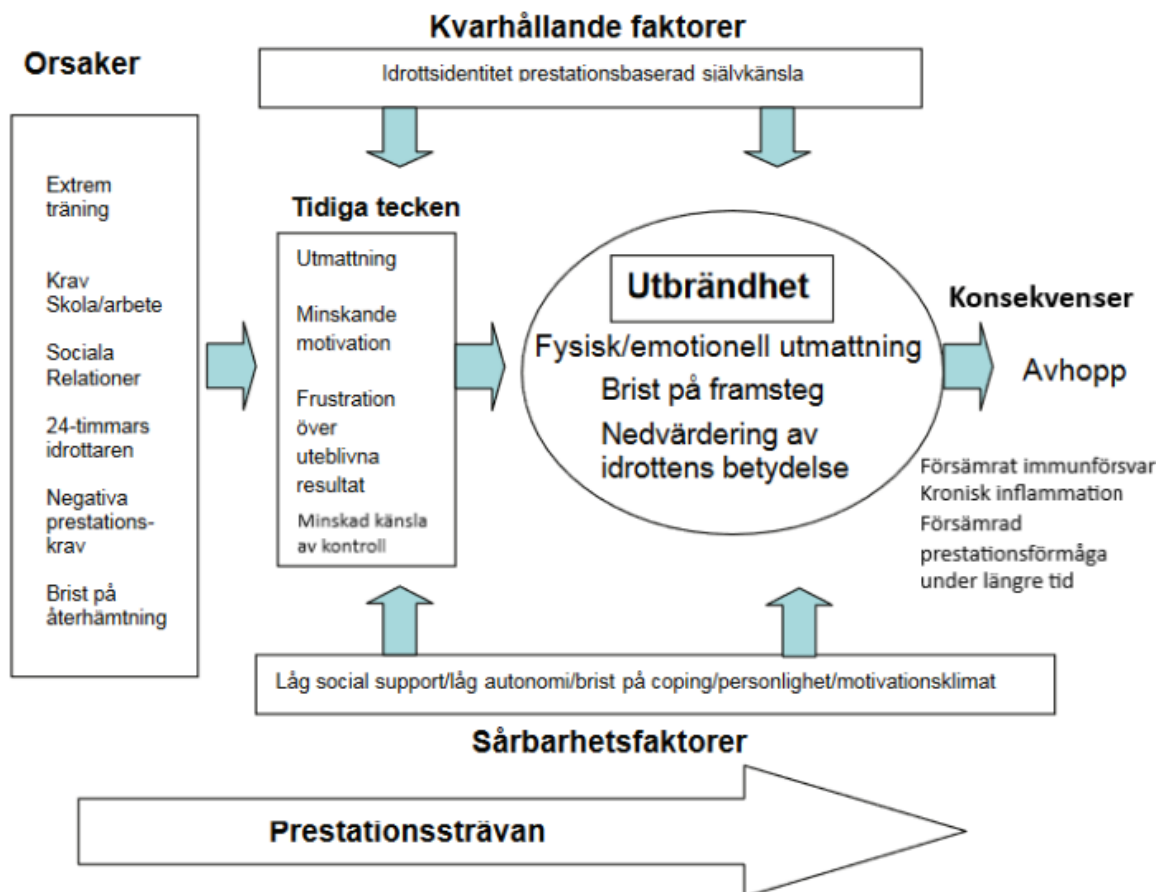 Kvarhållande faktorer
Idrottsidentitet prestationsbaserad självkänsla
Orsaker
Extrem
träning
Krav
Skola/arbete
Sociala
Relationer
24-timmars
idrottaren
Negativa
prestations-
krav
Brist på
återhämtning
Tidiga tecken
Utmattning
Minskande
motivation
Frustration
över
uteblivna
resultat
Minskad känsla
av kontroll
Utbrändhet
Fysisk/emotionell utmattning
Brist på framsteg
Nedvärdering av
idrottens betydelse
Konsekvenser
Avhopp
Försämrat immunförsvar
Kronisk inflammation
Försämrad
prestationsförmåga
under längre tid
Låg social support/låg autonomi/brist på coping/personlighet/motivationsklimat
Sårbarhetsfaktorer
Prestationssträvan